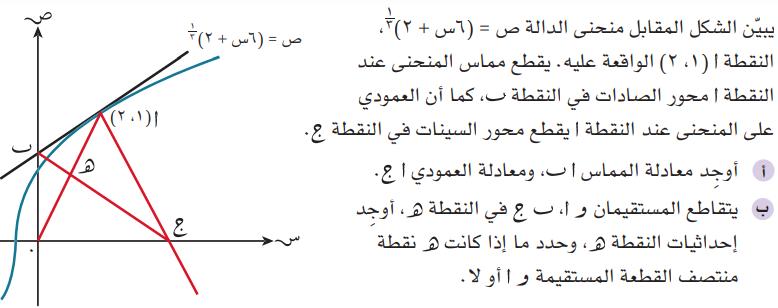 يبيّن الشكل المقابل منحنى الدالة ص = (٦س + ٢)^(١/٣)،
النقطة ا (١، ٢) الواقعة عليه. يقطع مماس المنحنى عند
النقطة ا محور الصادات في النقطة ب، كما أن العمودي
على المنحنى عند النقطة ا يقطع محور السينات في النقطة ج.
أ أوجِد معادلة المماس ا ب، ومعادلة العمودي ا ج.
ب يتقاطع المستقيمان و ا، ب ج في النقطة هـ، أوجِد
إحداثيات النقطة هـ، وحدد ما إذا كانت هـ نقطة
منتصف القطعة المستقيمة و ا أو لا.
ص
ص = (٦س + ٢)^(١/٣)
ا(١، ٢)
ب
هـ
ج
س
٠